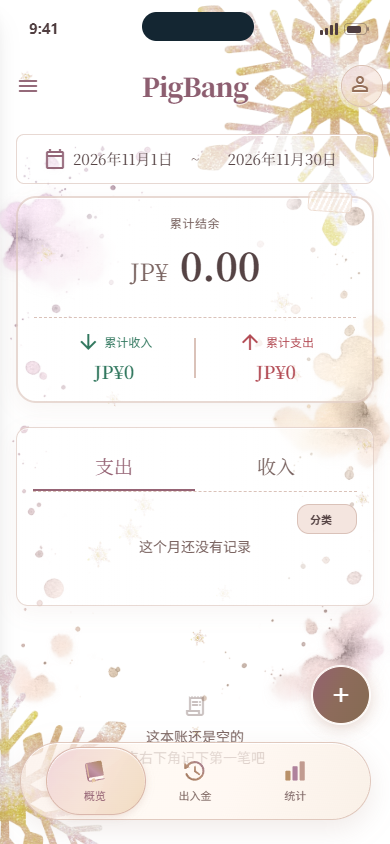 9:41
PigBang
2026年11月1日 ~ 2026年11月30日
累计结余
JP¥ 0.00
累计收入 累计支出
JP¥0 JP¥0
支出 收入
分类
这个月还没有记录
+
这本账还是空的
右下角记下第一笔吧
概览 出入金 统计